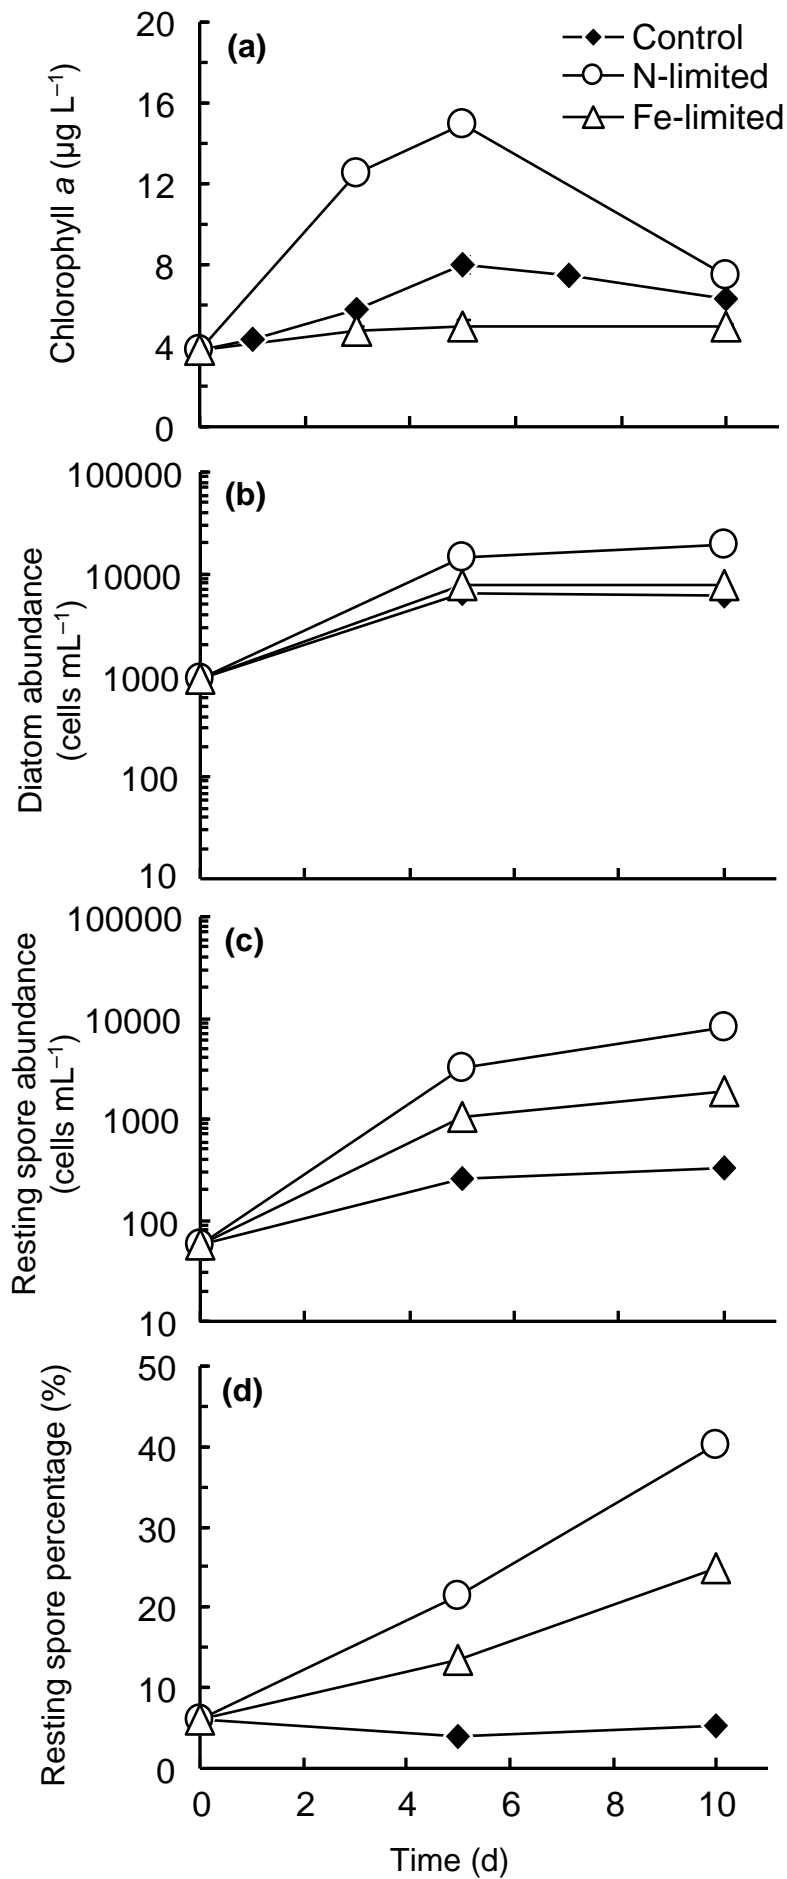 (a)
Control
N-limited
Fe-limited
Chlorophyll a (µg L−1)
20
16
12
8
4
0
(b)
Diatom abundance
(cells mL−1)
100000
10000
1000
100
10
(c)
Resting spore abundance
(cells mL−1)
100000
10000
1000
100
10
(d)
Resting spore percentage (%)
50
40
30
20
10
0
0 2 4 6 8 10
Time (d)